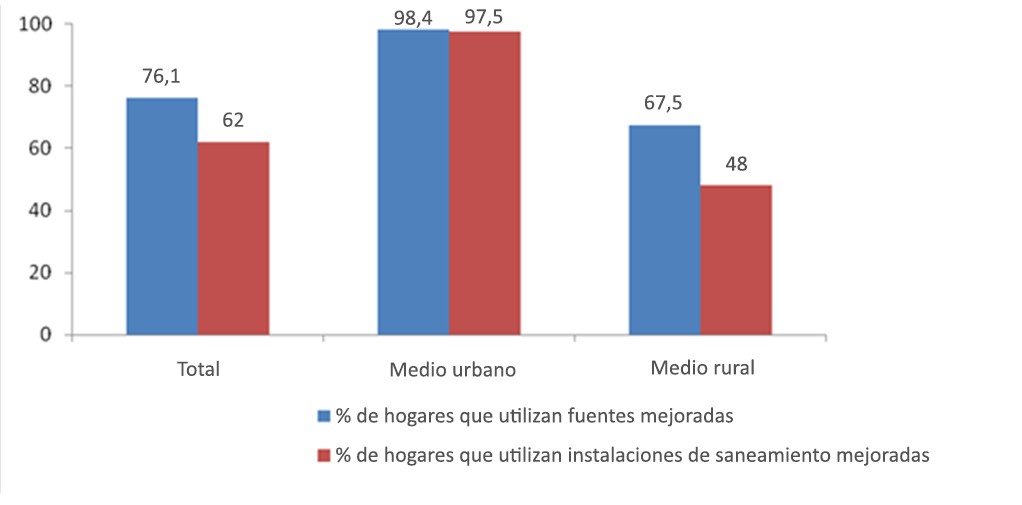 100
80
60
40
20
0
76,1
62
98,4
97,5
67,5
48
Total
Medio urbano
Medio rural
% de hogares que utilizan fuentes mejoradas
% de hogares que utilizan instalaciones de saneamiento mejoradas